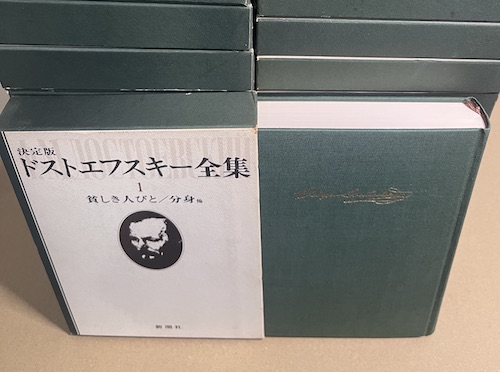 決定版
ドストエフスキー全集
1
貧しき人びと/分身 他
新潮社